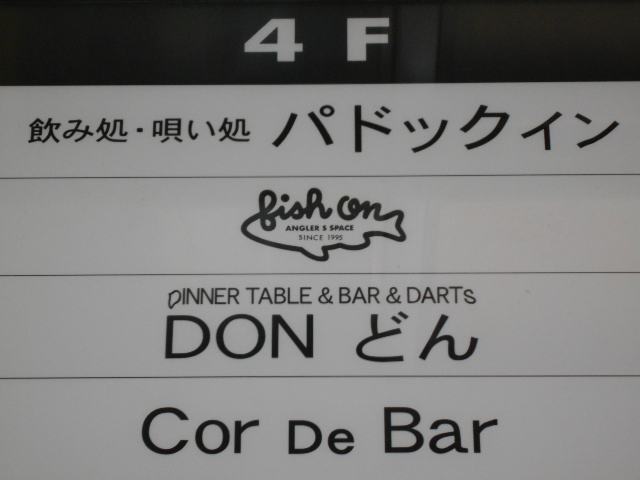 4 F
飲み処・唄い処 パドックイン
fish on
ANGLER S SPACE
SINCE 1995
DINNER TABLE & BAR & DARTs
DON どん
Cor De Bar